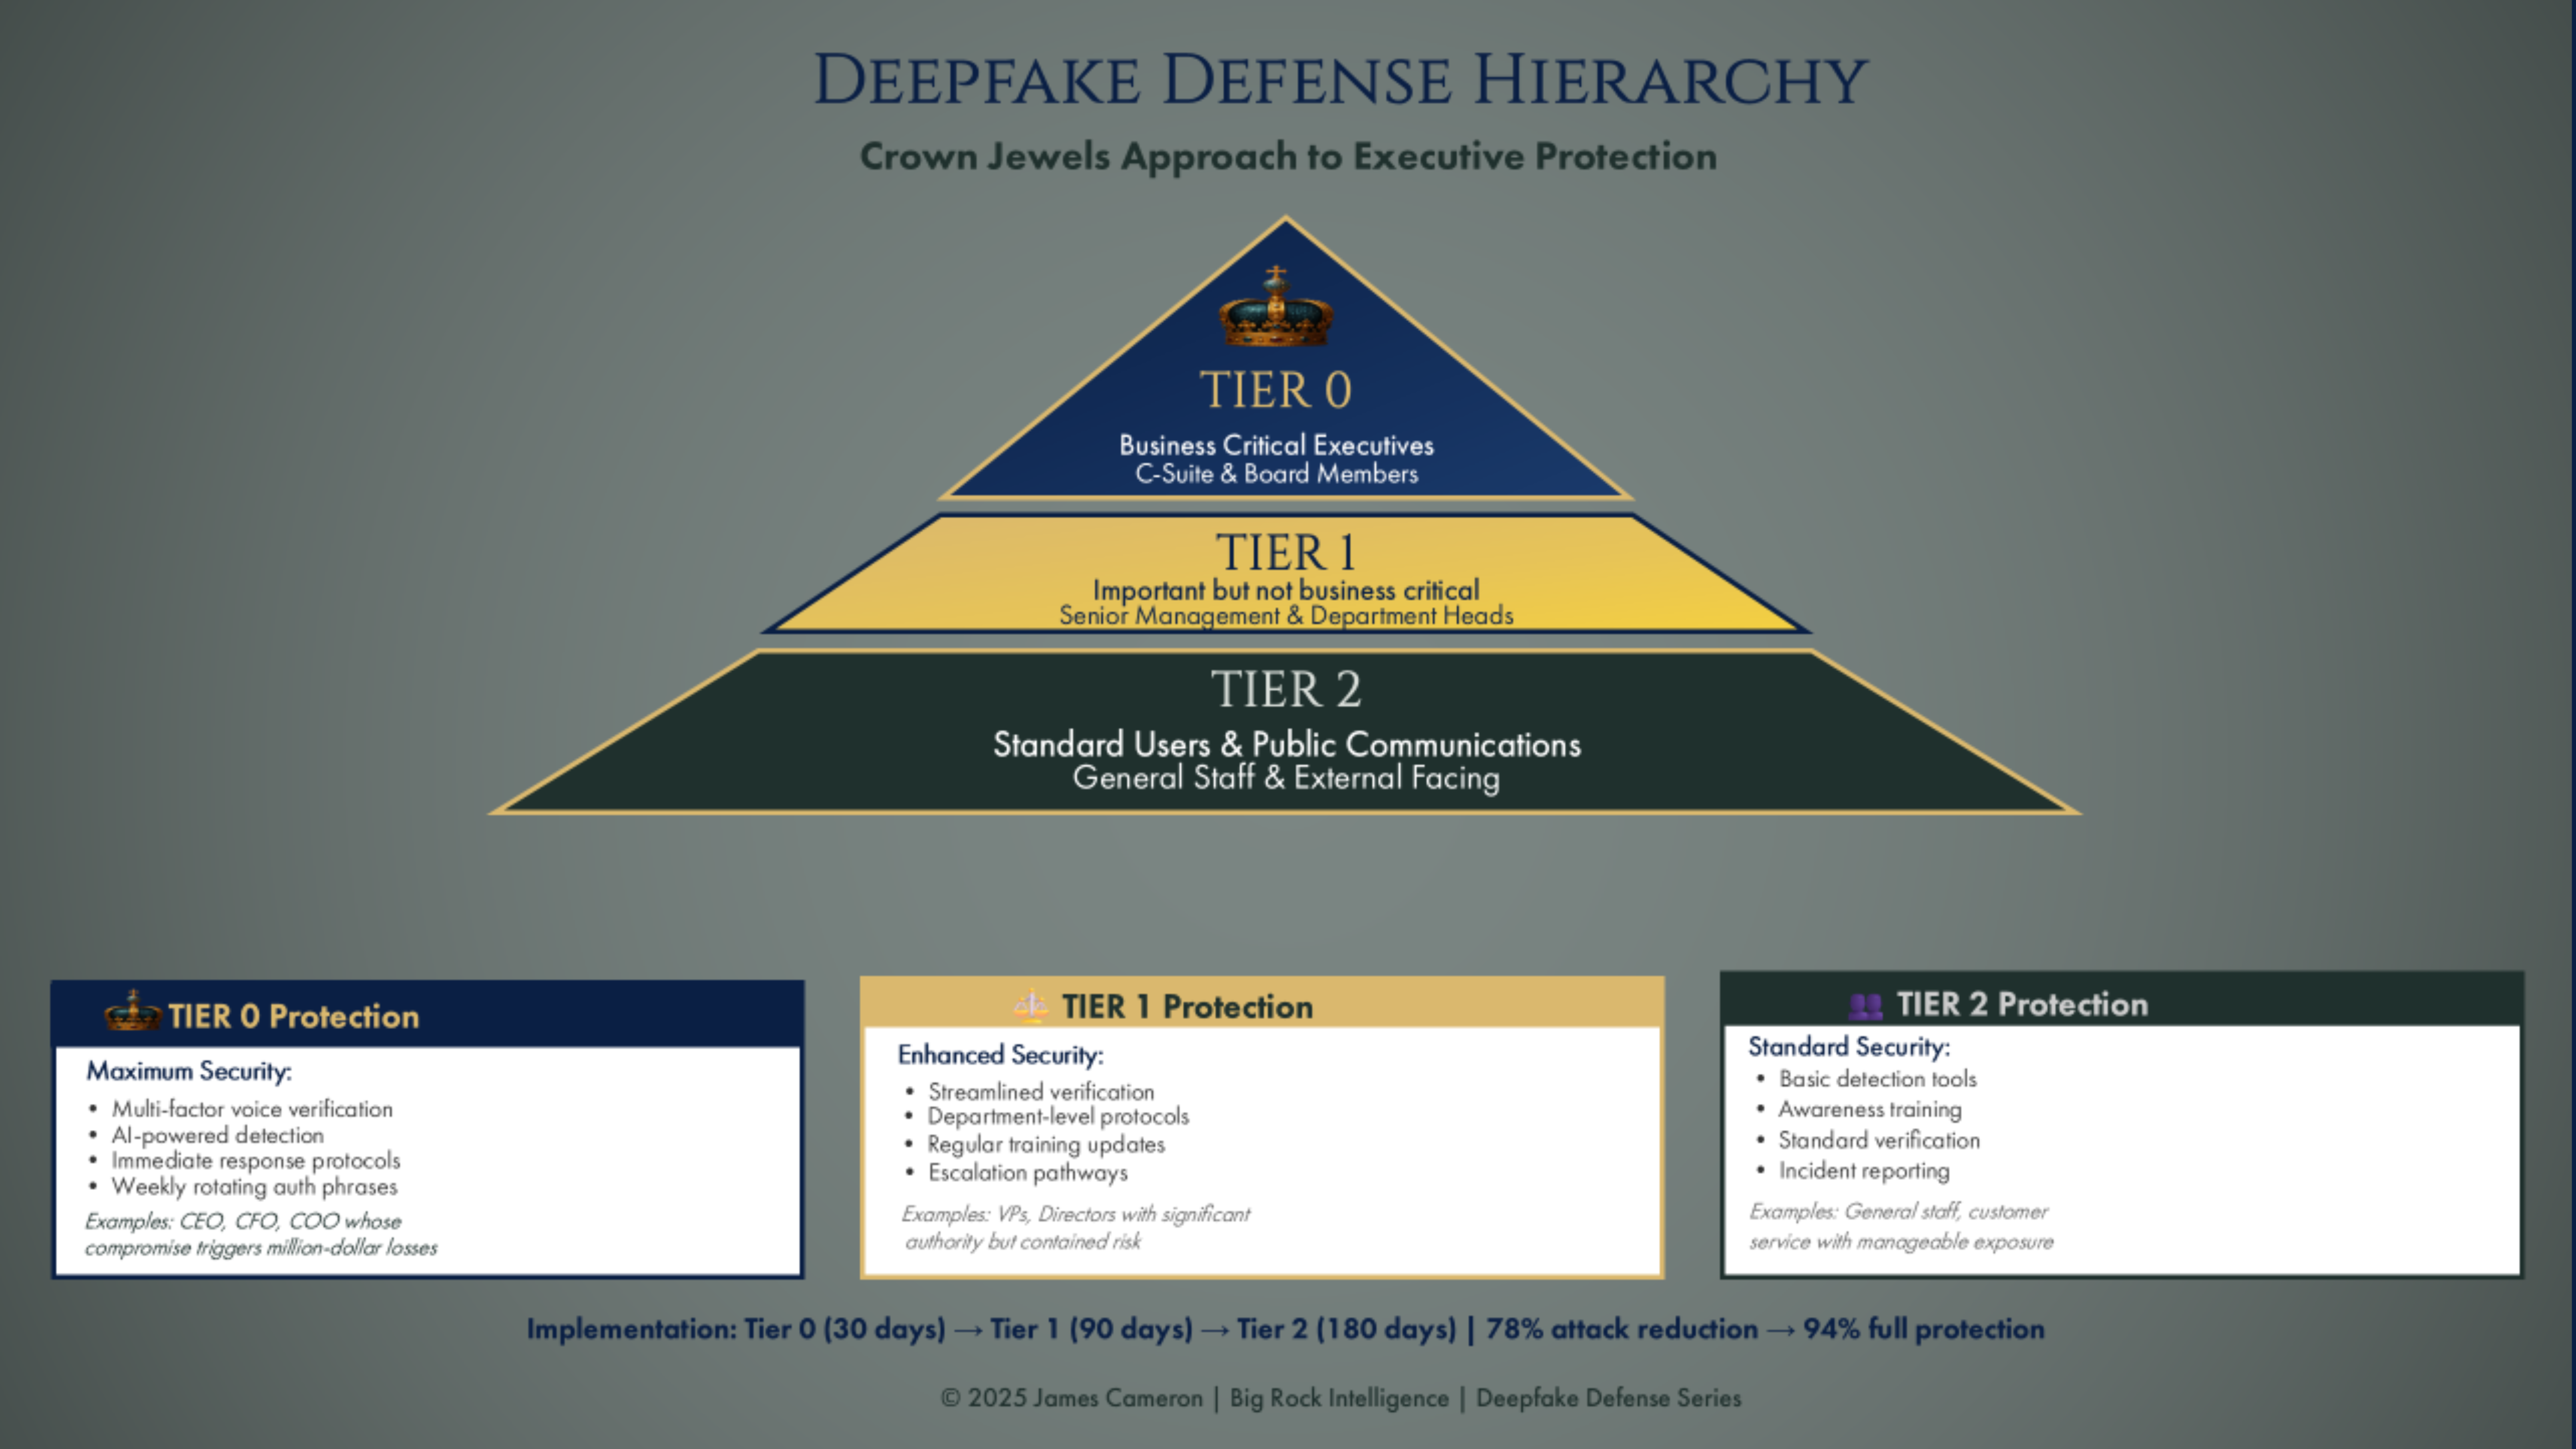 DEEPFAKE DEFENSE HIERARCHY
Crown Jewels Approach to Executive Protection
TIER 0
Business Critical Executives
C-Suite & Board Members
TIER 1
Important but not business critical
Senior Management & Department Heads
TIER 2
Standard Users & Public Communications
General Staff & External Facing
TIER 0 Protection
Maximum Security:
• Multi-factor voice verification
• AI-powered detection
• Immediate response protocols
• Weekly rotating auth phrases
Examples: CEO, CFO, COO whose
compromise triggers million-dollar losses
TIER 1 Protection
Enhanced Security:
• Streamlined verification
• Department-level protocols
• Regular training updates
• Escalation pathways
Examples: VPs, Directors with significant
authority but contained risk
TIER 2 Protection
Standard Security:
• Basic detection tools
• Awareness training
• Standard verification
• Incident reporting
Examples: General staff, customer
service with manageable exposure
Implementation: Tier 0 (30 days) → Tier 1 (90 days) → Tier 2 (180 days) | 78% attack reduction → 94% full protection
© 2025 James Cameron | Big Rock Intelligence | Deepfake Defense Series